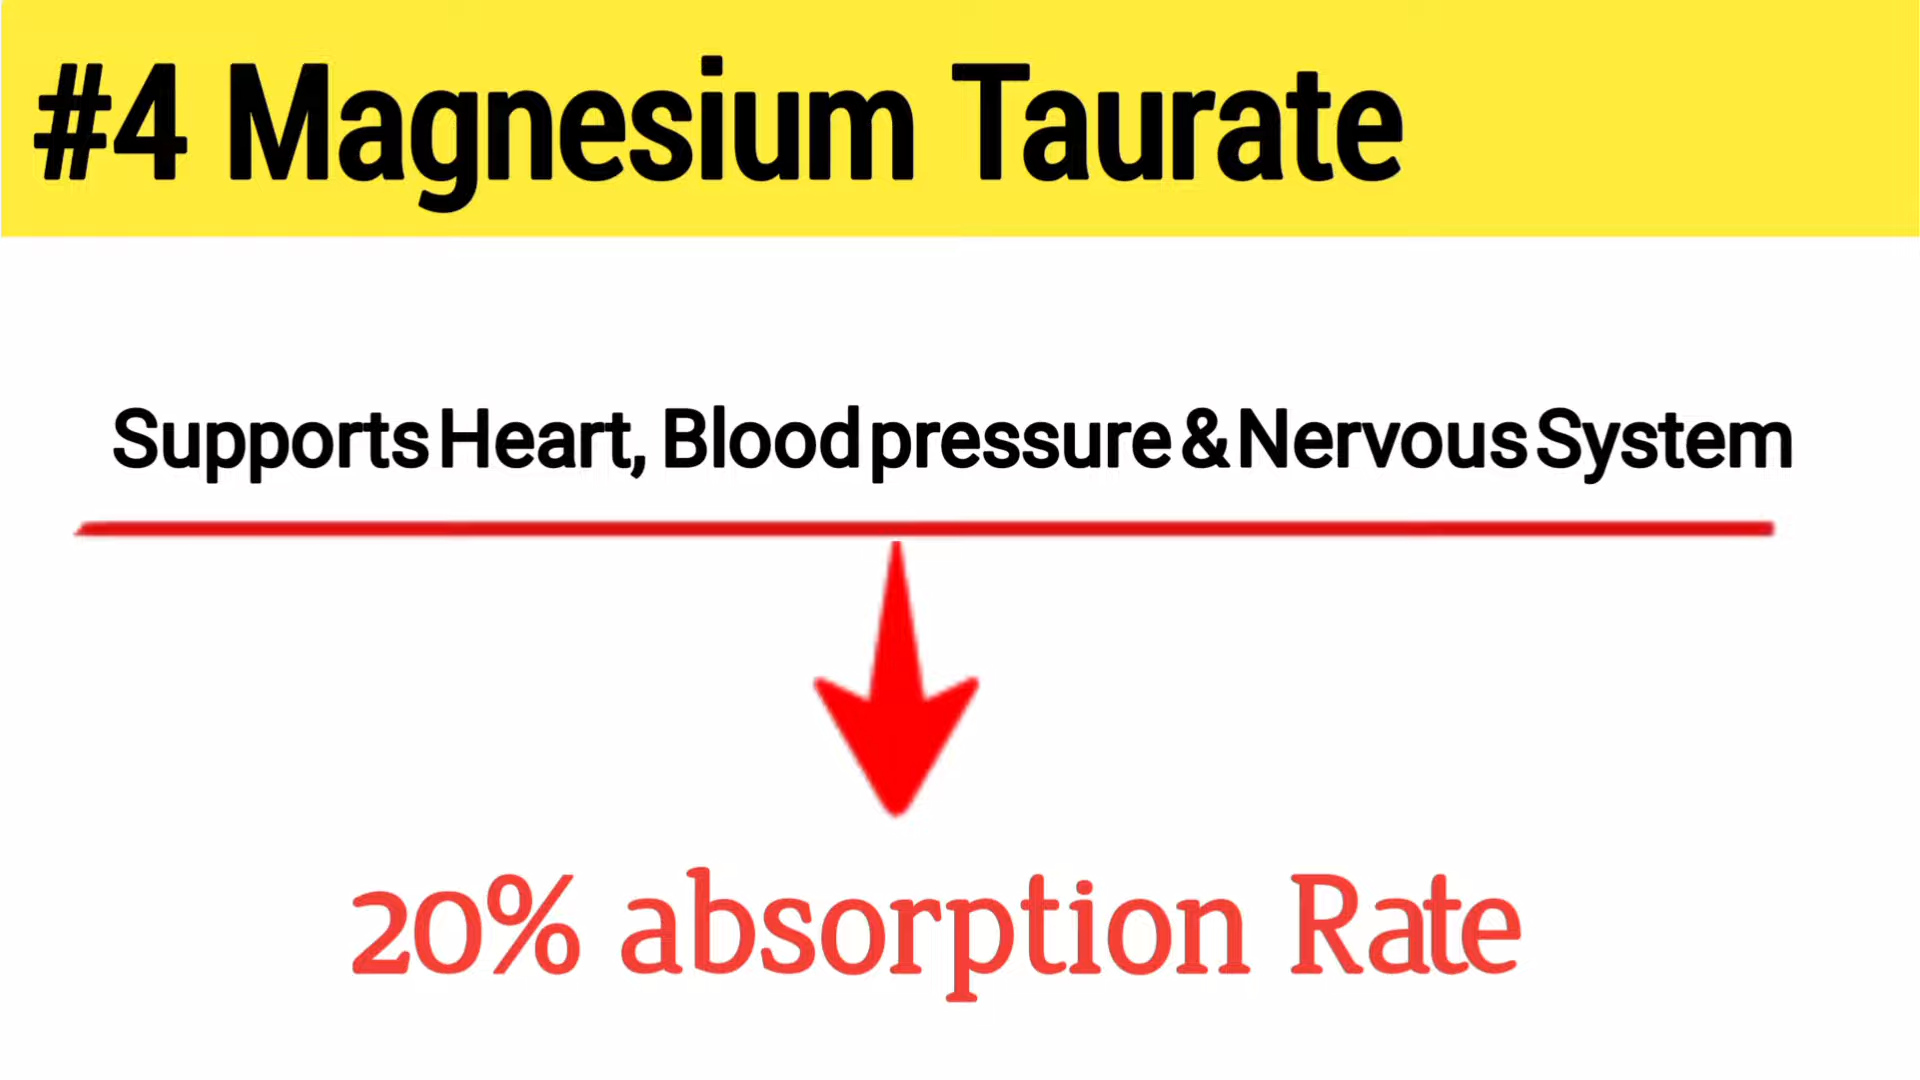 #4 Magnesium Taurate
Supports Heart, Blood pressure & Nervous System
20% absorption Rate